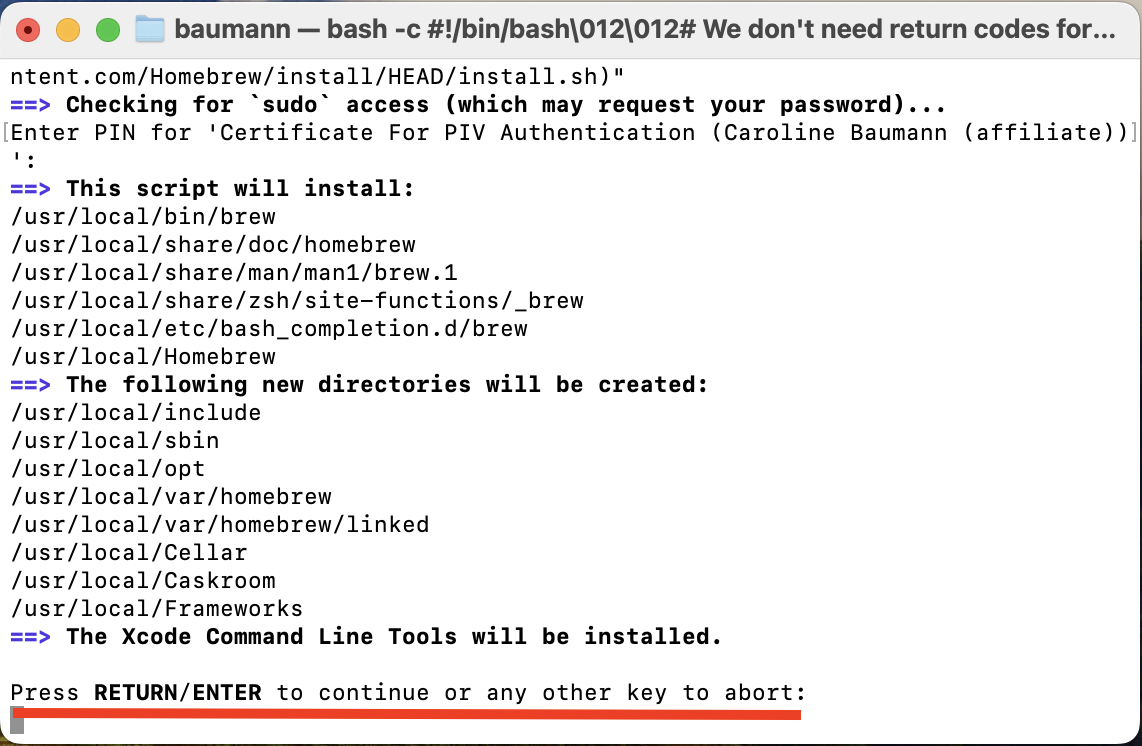 baumann — bash -c #!/bin/bash\012\012# We don't need return codes for...
ntent.com/Homebrew/install/HEAD/install.sh)"
==> Checking for `sudo` access (which may request your password)...
[Enter PIN for 'Certificate For PIV Authentication (Caroline Baumann (affiliate))]
':
==> This script will install:
/usr/local/bin/brew
/usr/local/share/doc/homebrew
/usr/local/share/man/man1/brew.1
/usr/local/share/zsh/site-functions/_brew
/usr/local/etc/bash_completion.d/brew
/usr/local/Homebrew
==> The following new directories will be created:
/usr/local/include
/usr/local/sbin
/usr/local/opt
/usr/local/var/homebrew
/usr/local/var/homebrew/linked
/usr/local/Cellar
/usr/local/Caskroom
/usr/local/Frameworks
==> The Xcode Command Line Tools will be installed.
Press RETURN/ENTER to continue or any other key to abort: